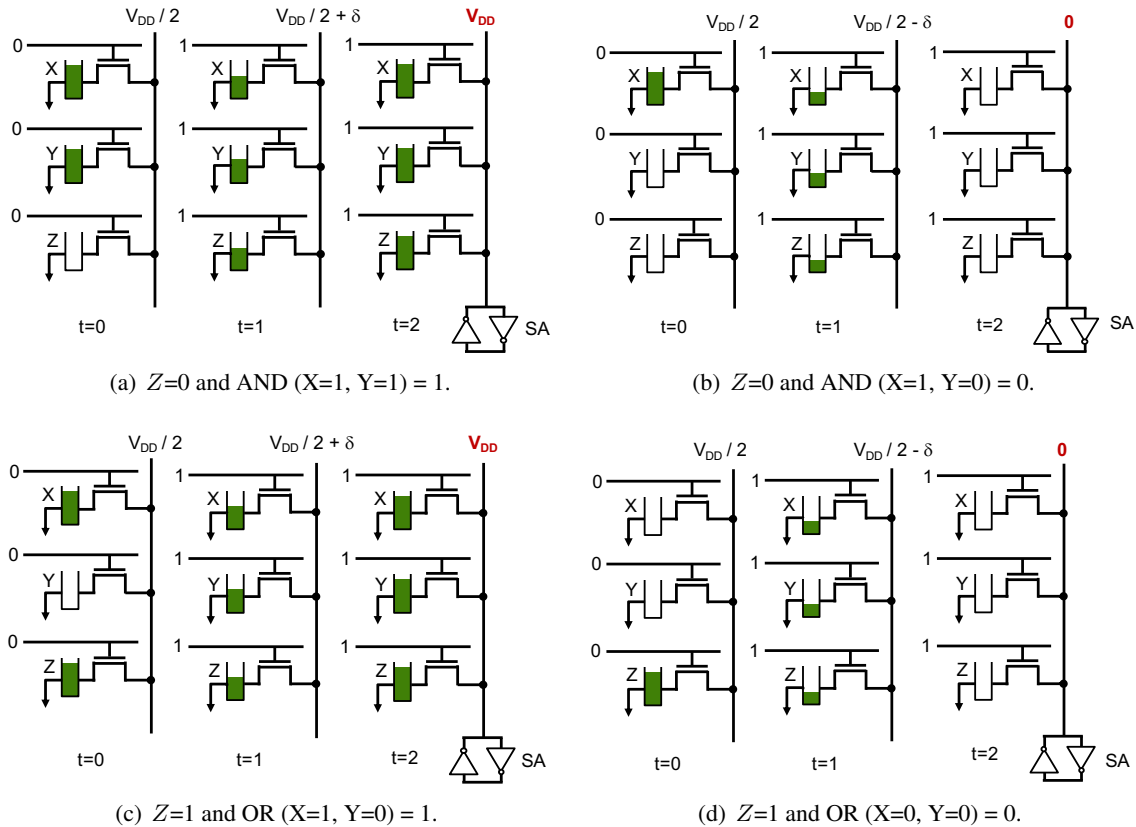 V_DD / 2 V_DD / 2 + δ V_DD
0 1 1
X X X
0 1 1
Y Y Y
0 1 1
Z Z Z
t=0 t=1 t=2 SA
(a) Z=0 and AND (X=1, Y=1) = 1.
V_DD / 2 V_DD / 2 - δ 0
0 1 1
X X X
0 1 1
Y Y Y
0 1 1
Z Z Z
t=0 t=1 t=2 SA
(b) Z=0 and AND (X=1, Y=0) = 0.
V_DD / 2 V_DD / 2 + δ V_DD
0 1 1
X X X
0 1 1
Y Y Y
0 1 1
Z Z Z
t=0 t=1 t=2 SA
(c) Z=1 and OR (X=1, Y=0) = 1.
V_DD / 2 V_DD / 2 - δ 0
0 1 1
X X X
0 1 1
Y Y Y
0 1 1
Z Z Z
t=0 t=1 t=2 SA
(d) Z=1 and OR (X=0, Y=0) = 0.